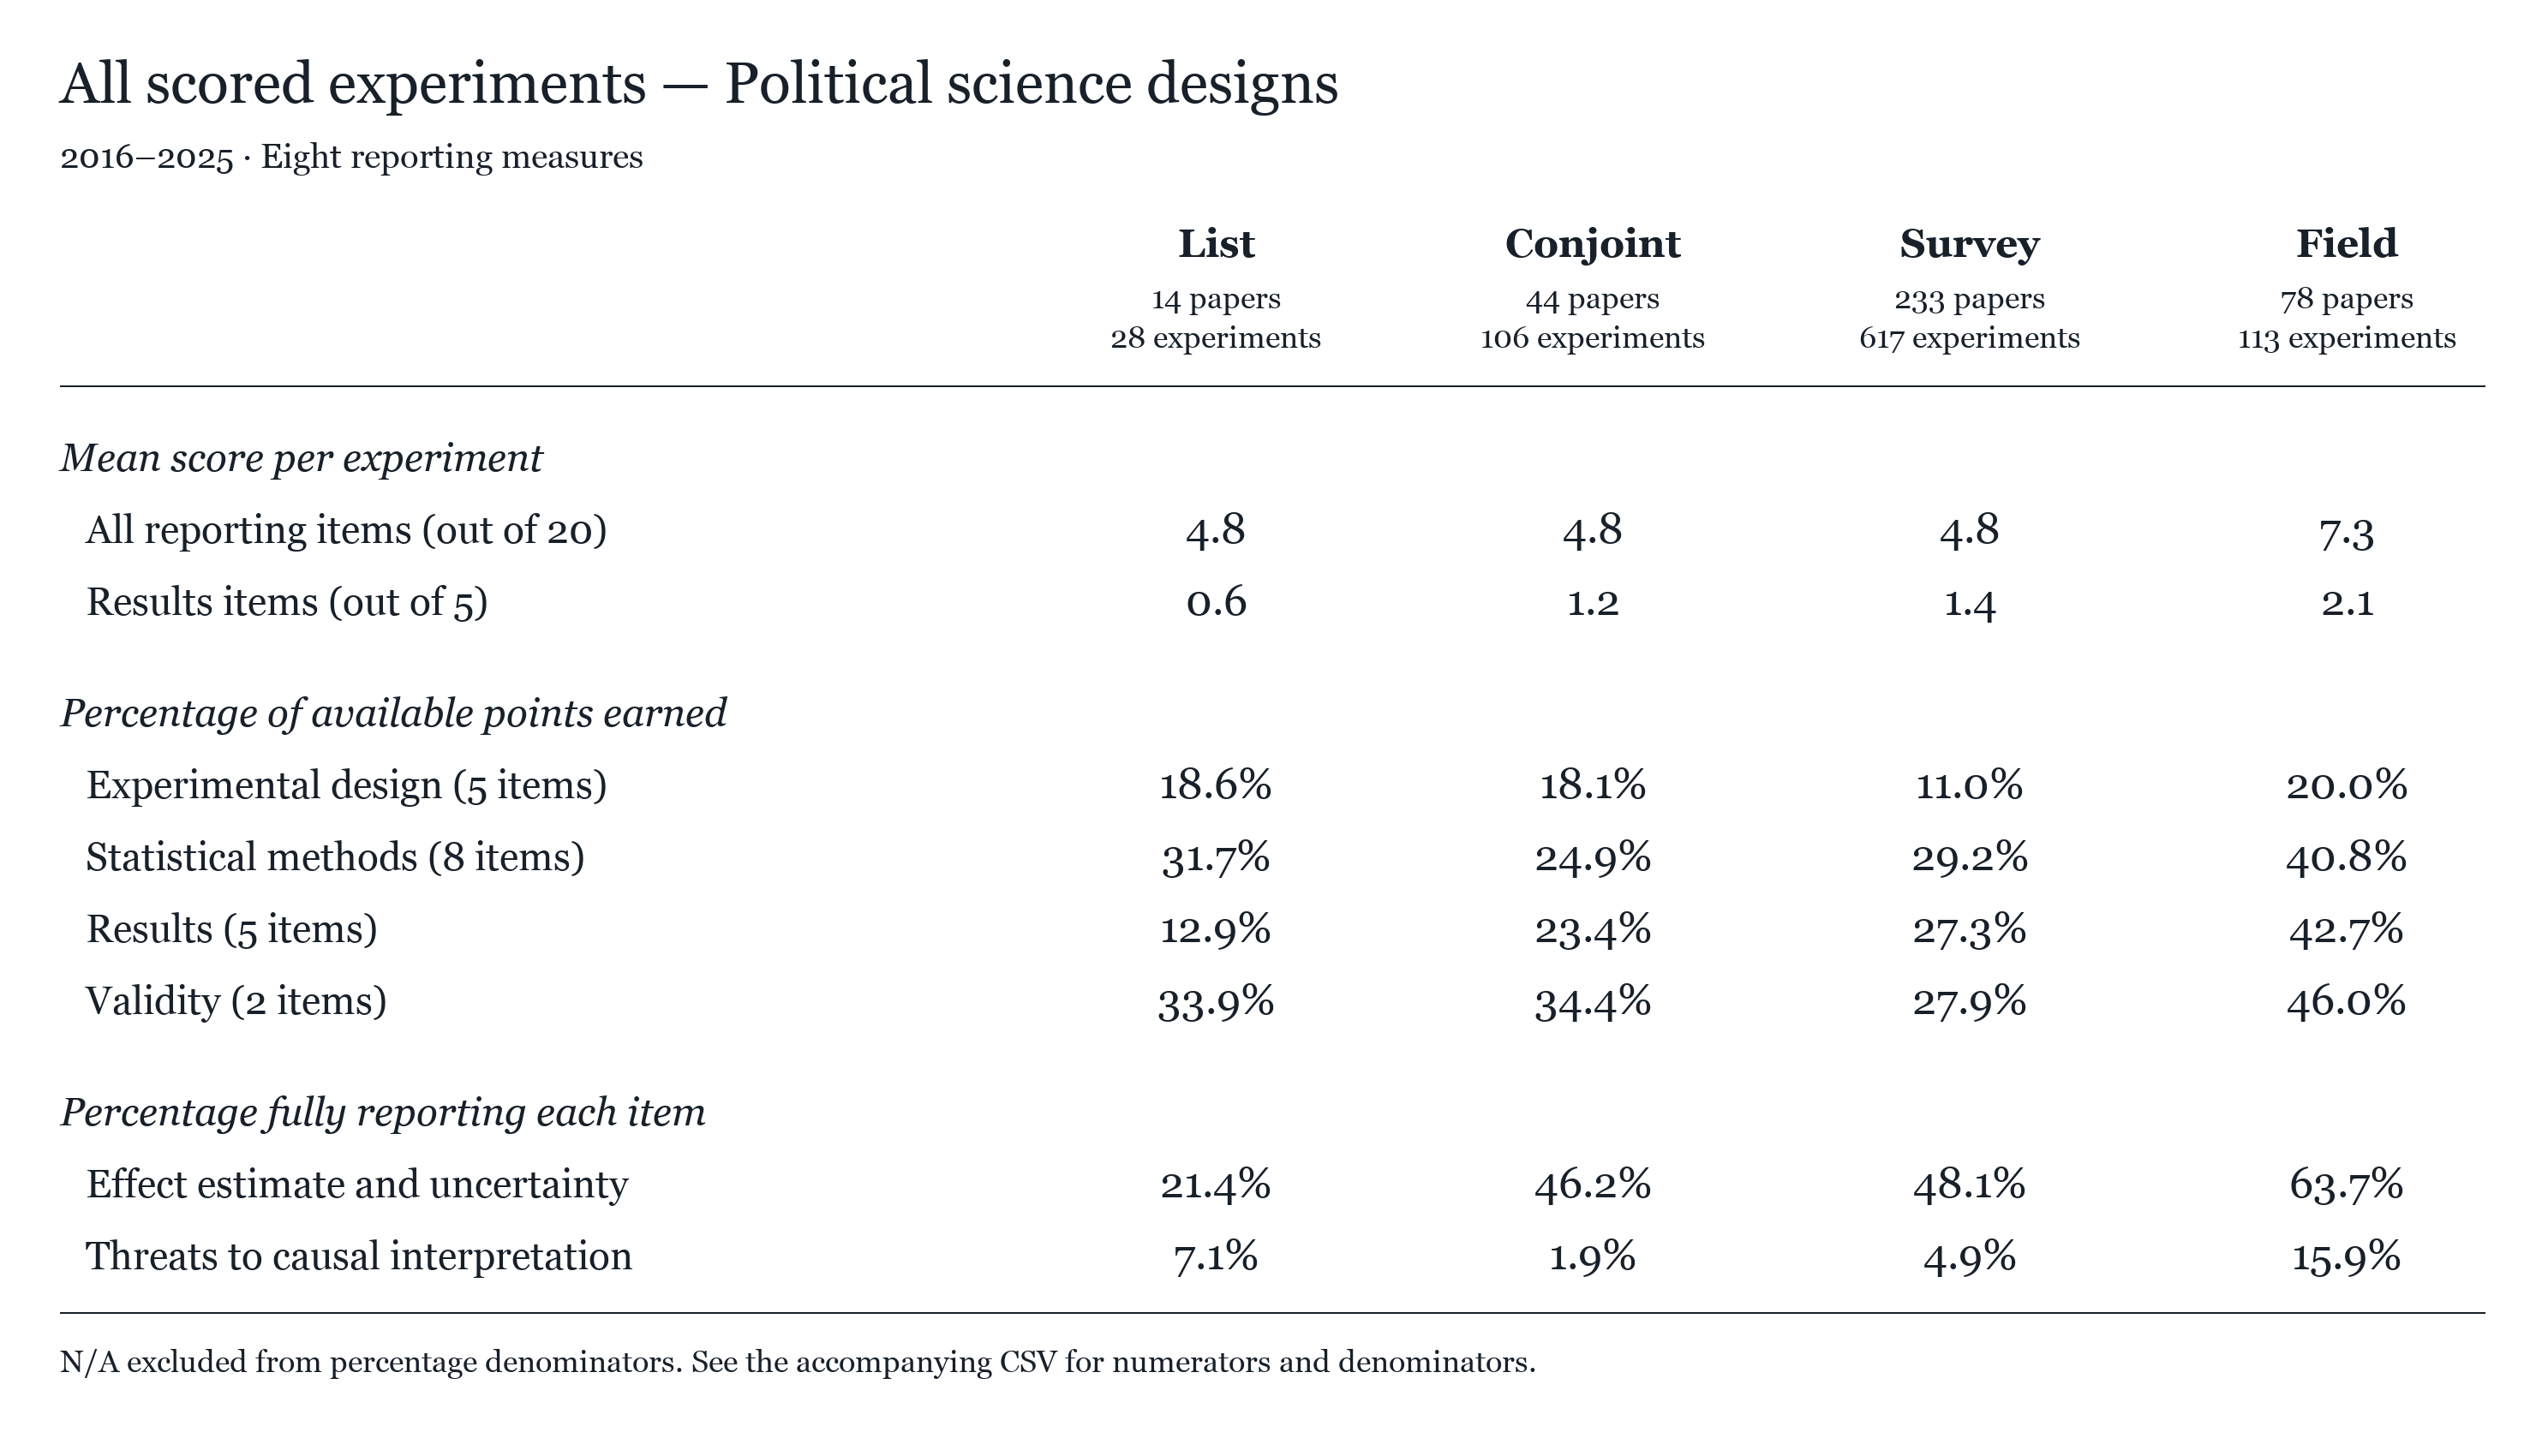 All scored experiments — Political science designs
2016–2025 · Eight reporting measures
List Conjoint Survey Field
14 papers 44 papers 233 papers 78 papers
28 experiments 106 experiments 617 experiments 113 experiments
Mean score per experiment
All reporting items (out of 20) 4.8 4.8 4.8 7.3
Results items (out of 5) 0.6 1.2 1.4 2.1
Percentage of available points earned
Experimental design (5 items) 18.6% 18.1% 11.0% 20.0%
Statistical methods (8 items) 31.7% 24.9% 29.2% 40.8%
Results (5 items) 12.9% 23.4% 27.3% 42.7%
Validity (2 items) 33.9% 34.4% 27.9% 46.0%
Percentage fully reporting each item
Effect estimate and uncertainty 21.4% 46.2% 48.1% 63.7%
Threats to causal interpretation 7.1% 1.9% 4.9% 15.9%
N/A excluded from percentage denominators. See the accompanying CSV for numerators and denominators.